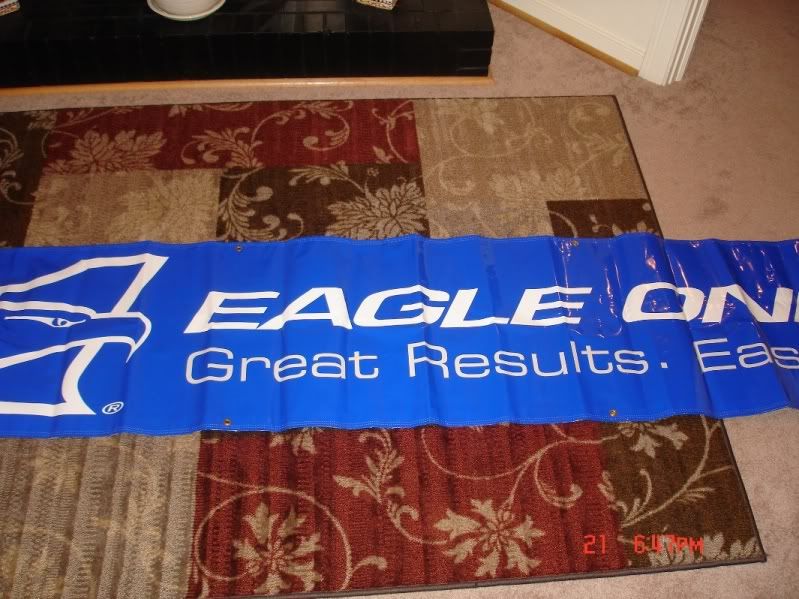 EAGLE ON
Great Results. Eas
®
21 6:47PM